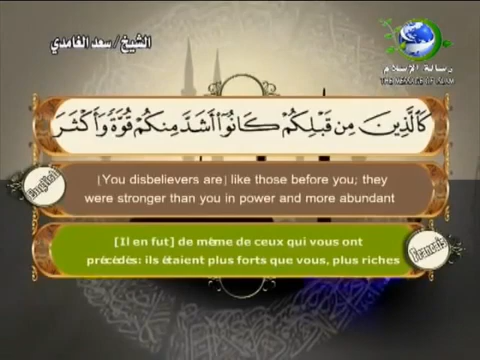 الشيخ / سعد الغامدي
رسالة الإسلام
THE MESSAGE OF ISLAM
كَٱلَّذِينَ مِن قَبْلِكُمْ كَانُوٓا۟ أَشَدَّ مِنكُمْ قُوَّةً وَأَكْثَرَ
English
[You disbelievers are] like those before you; they
were stronger than you in power and more abundant
[Il en fut] de même de ceux qui vous ont
précédés: ils étaient plus forts que vous, plus riches
Francais